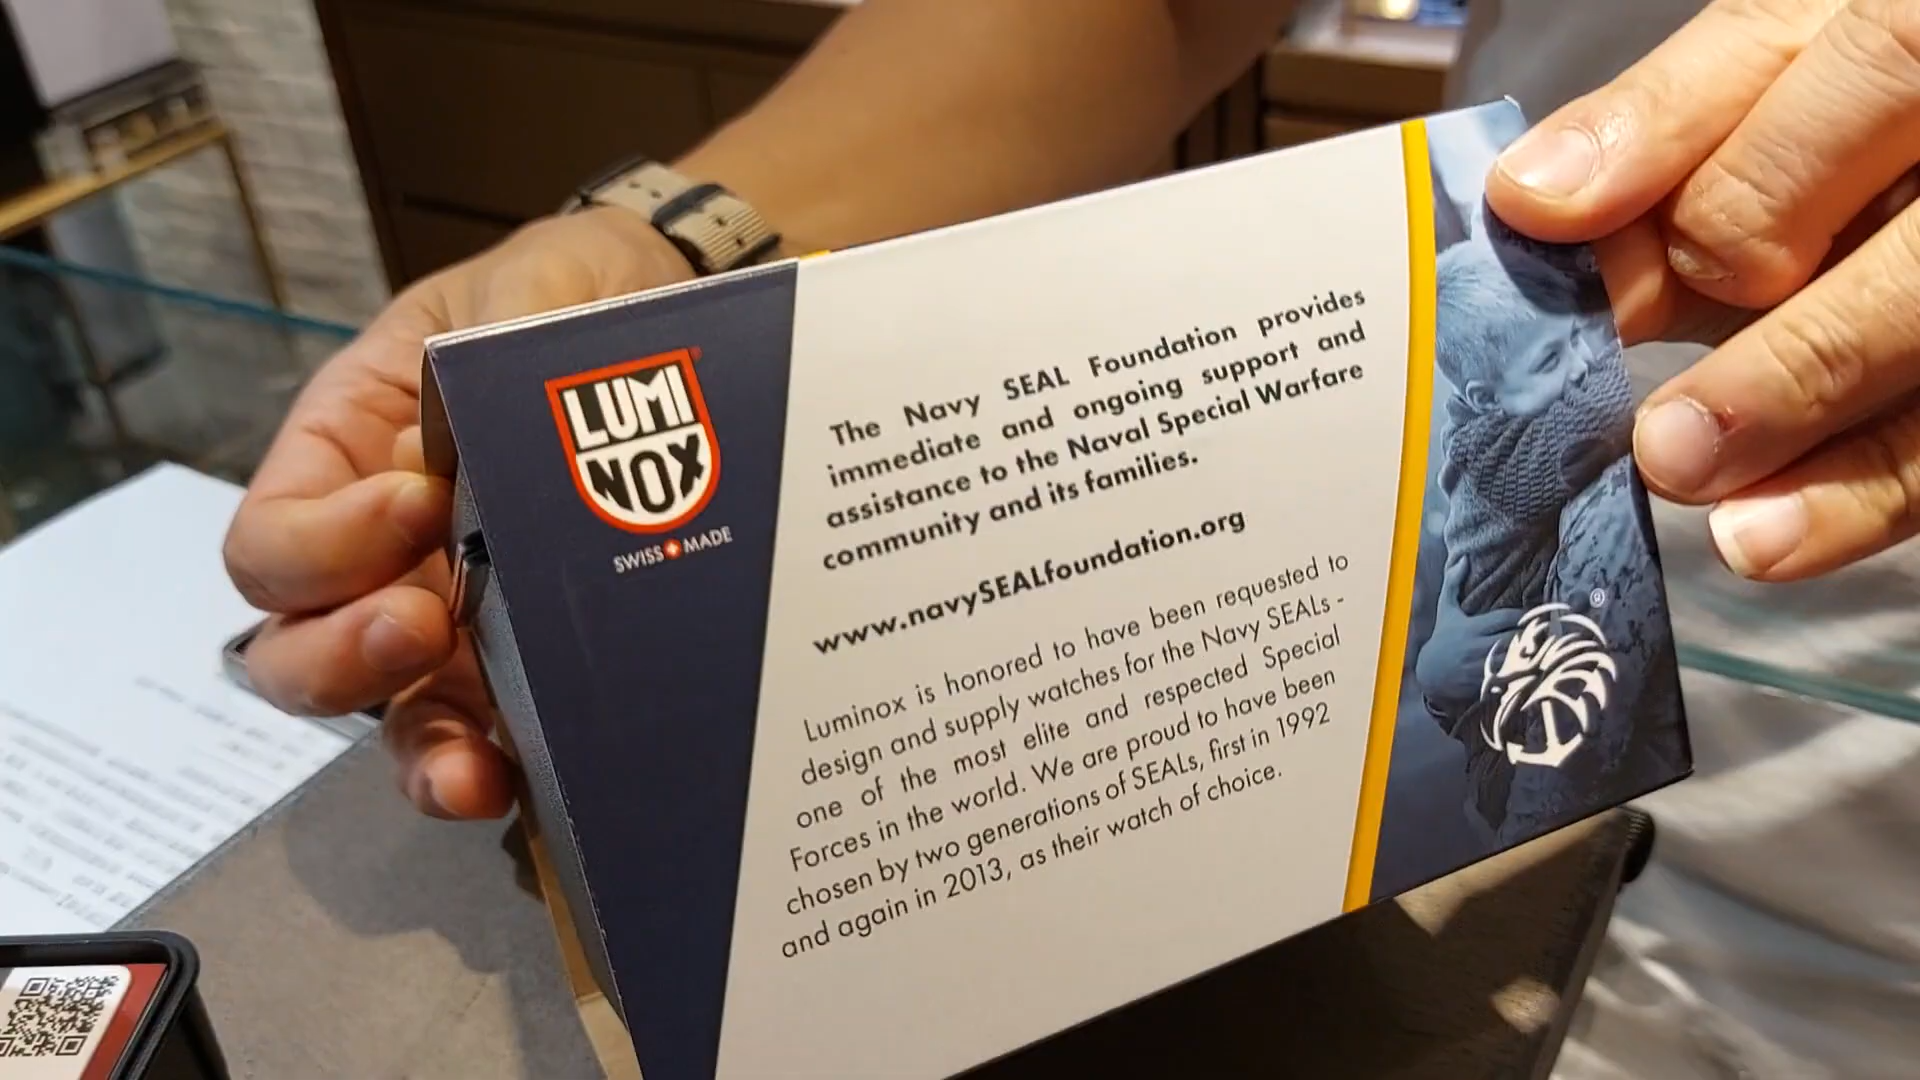 LUMI
NOX
®
SWISS MADE
The Navy SEAL Foundation provides
immediate and ongoing support and
assistance to the Naval Special Warfare
community and its families.
www.navySEALfoundation.org
Luminox is honored to have been requested to
design and supply watches for the Navy SEALs -
one of the most elite and respected Special
Forces in the world. We are proud to have been
chosen by two generations of SEALs, first in 1992
and again in 2013, as their watch of choice.
®